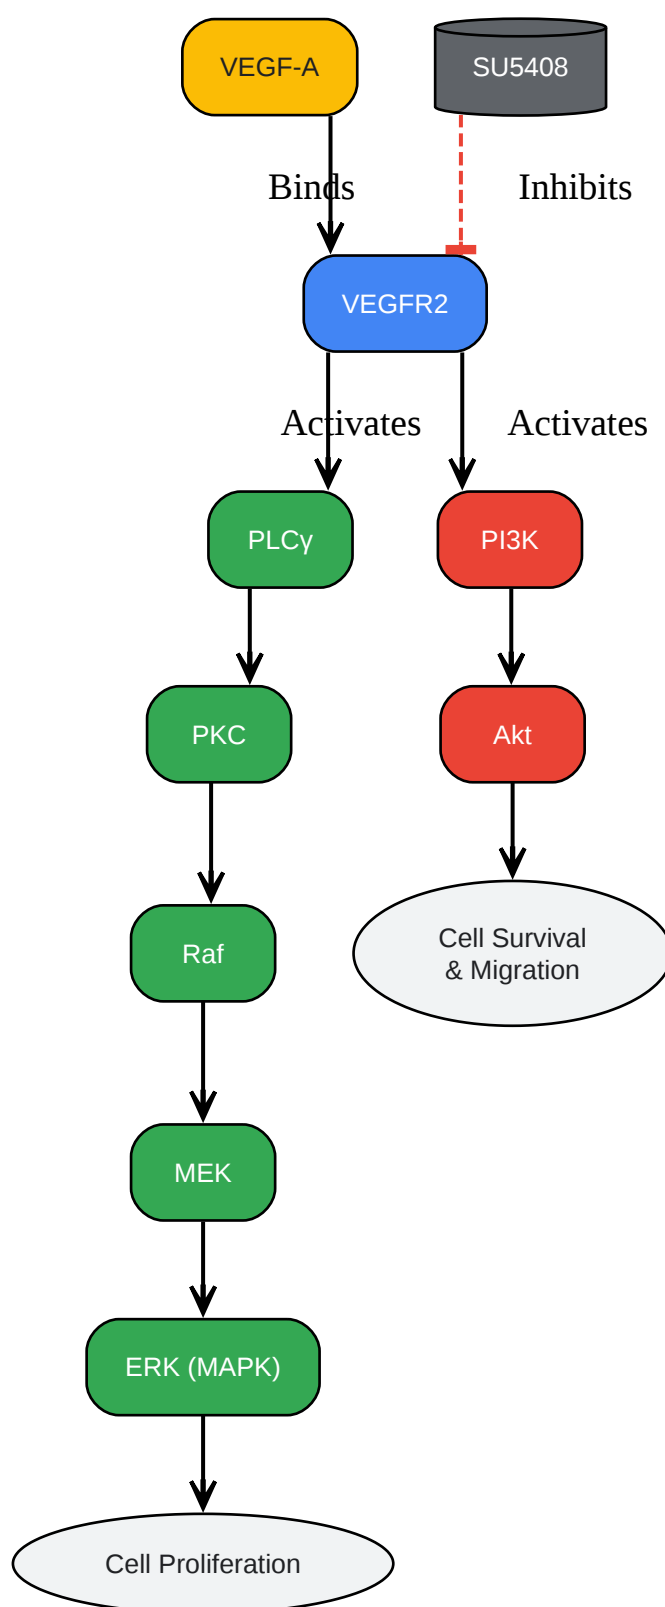 VEGF-A
SU5408
Binds
Inhibits
VEGFR2
Activates
Activates
PLCγ
PI3K
PKC
Akt
Raf
Cell Survival
& Migration
MEK
ERK (MAPK)
Cell Proliferation